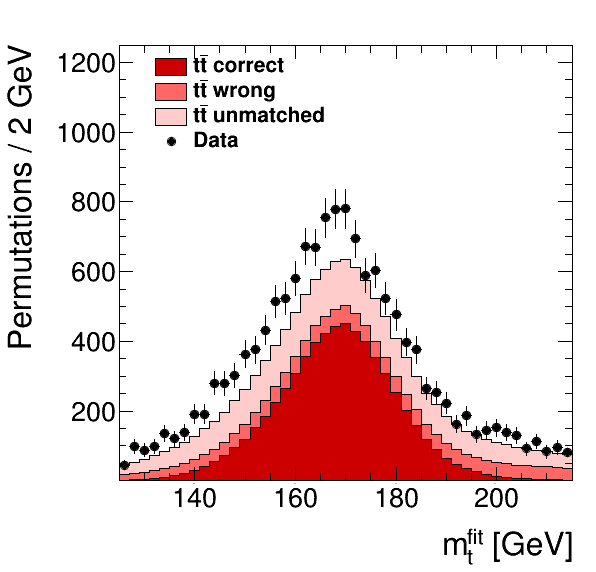 Permutations / 2 GeV
1200
1000
800
600
400
200
tt̄ correct
tt̄ wrong
tt̄ unmatched
Data
140 160 180 200
m_t^fit [GeV]